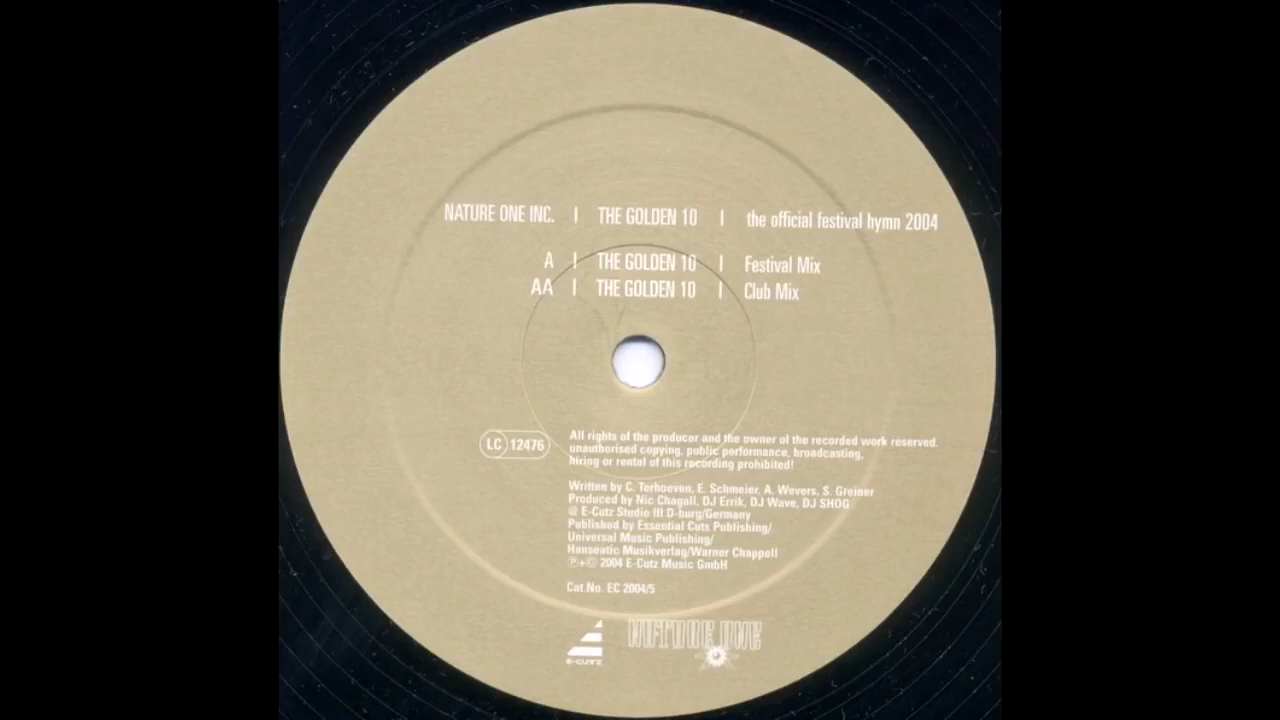 NATURE ONE INC. | THE GOLDEN 10 | the official festival hymn 2004
A | THE GOLDEN 10 | Festival Mix
AA | THE GOLDEN 10 | Club Mix
LC 12476
All rights of the producer and the owner of the recorded work reserved.
unauthorised copying, public performance, broadcasting,
hiring or rental of this recording prohibited!
Written by C. Terhoeven, E. Schmeier, A. Wevers, S. Greiner
Produced by Nic Chagall, DJ Errik, DJ Wave, DJ SHOG
@ E-Cutz Studio III D-burg/Germany
Published by Essential Cuts Publishing/
Universal Music Publishing/
Hanseatic Musikverlag/Warner Chappell
Ⓟ+© 2004 E-Cutz Music GmbH
Cat.No. EC 2004/5
E-CUTZ
NATURE ONE